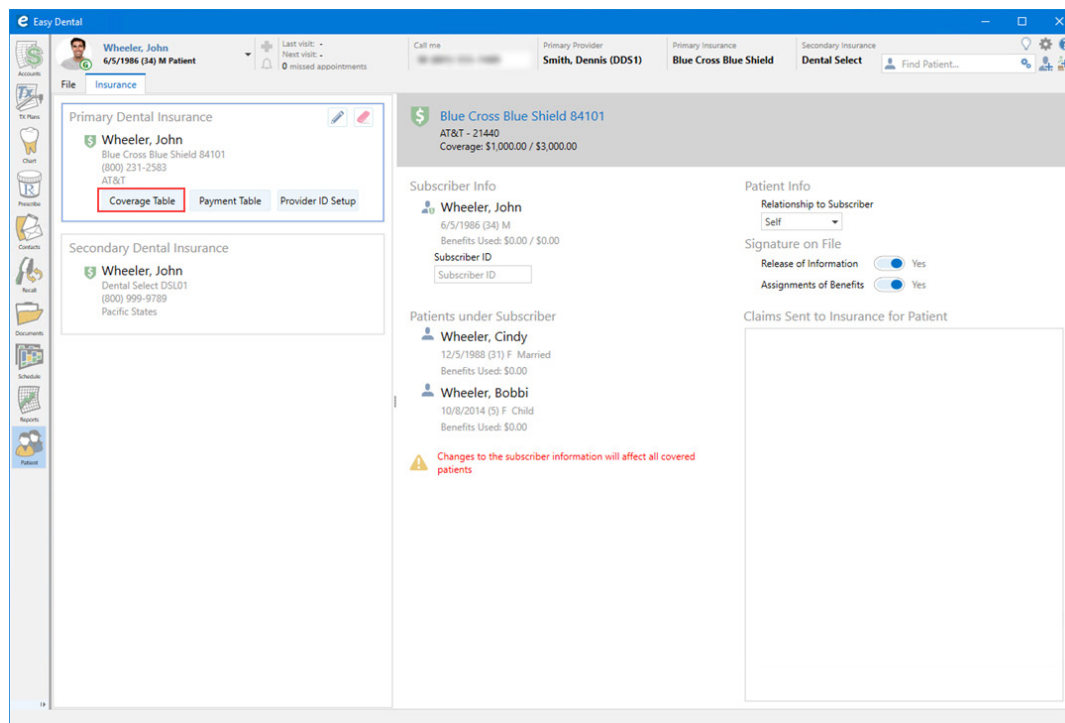 Easy Dental
Wheeler, John
6/5/1986 (34) M Patient
G
Last visit: -
Next visit: -
0 missed appointments
Call me
Primary Provider
Smith, Dennis (DDS1)
Primary Insurance
Blue Cross Blue Shield
Secondary Insurance
Dental Select
Find Patient...
Accounts
TX Plans
Chart
Prescribe
Contacts
Recall
Documents
Schedule
Reports
Patient
File
Insurance
Primary Dental Insurance
Wheeler, John
Blue Cross Blue Shield 84101
(800) 231-2583
AT&T
Coverage Table
Payment Table
Provider ID Setup
Secondary Dental Insurance
Wheeler, John
Dental Select DSL01
(800) 999-9789
Pacific States
Blue Cross Blue Shield 84101
AT&T - 21440
Coverage: $1,000.00 / $3,000.00
Subscriber Info
Wheeler, John
6/5/1986 (34) M
Benefits Used: $0.00 / $0.00
Subscriber ID
Subscriber ID
Patients under Subscriber
Wheeler, Cindy
12/5/1988 (31) F Married
Benefits Used: $0.00
Wheeler, Bobbi
10/8/2014 (5) F Child
Benefits Used: $0.00
Changes to the subscriber information will affect all covered
patients
Patient Info
Relationship to Subscriber
Self
Signature on File
Release of Information Yes
Assignments of Benefits Yes
Claims Sent to Insurance for Patient